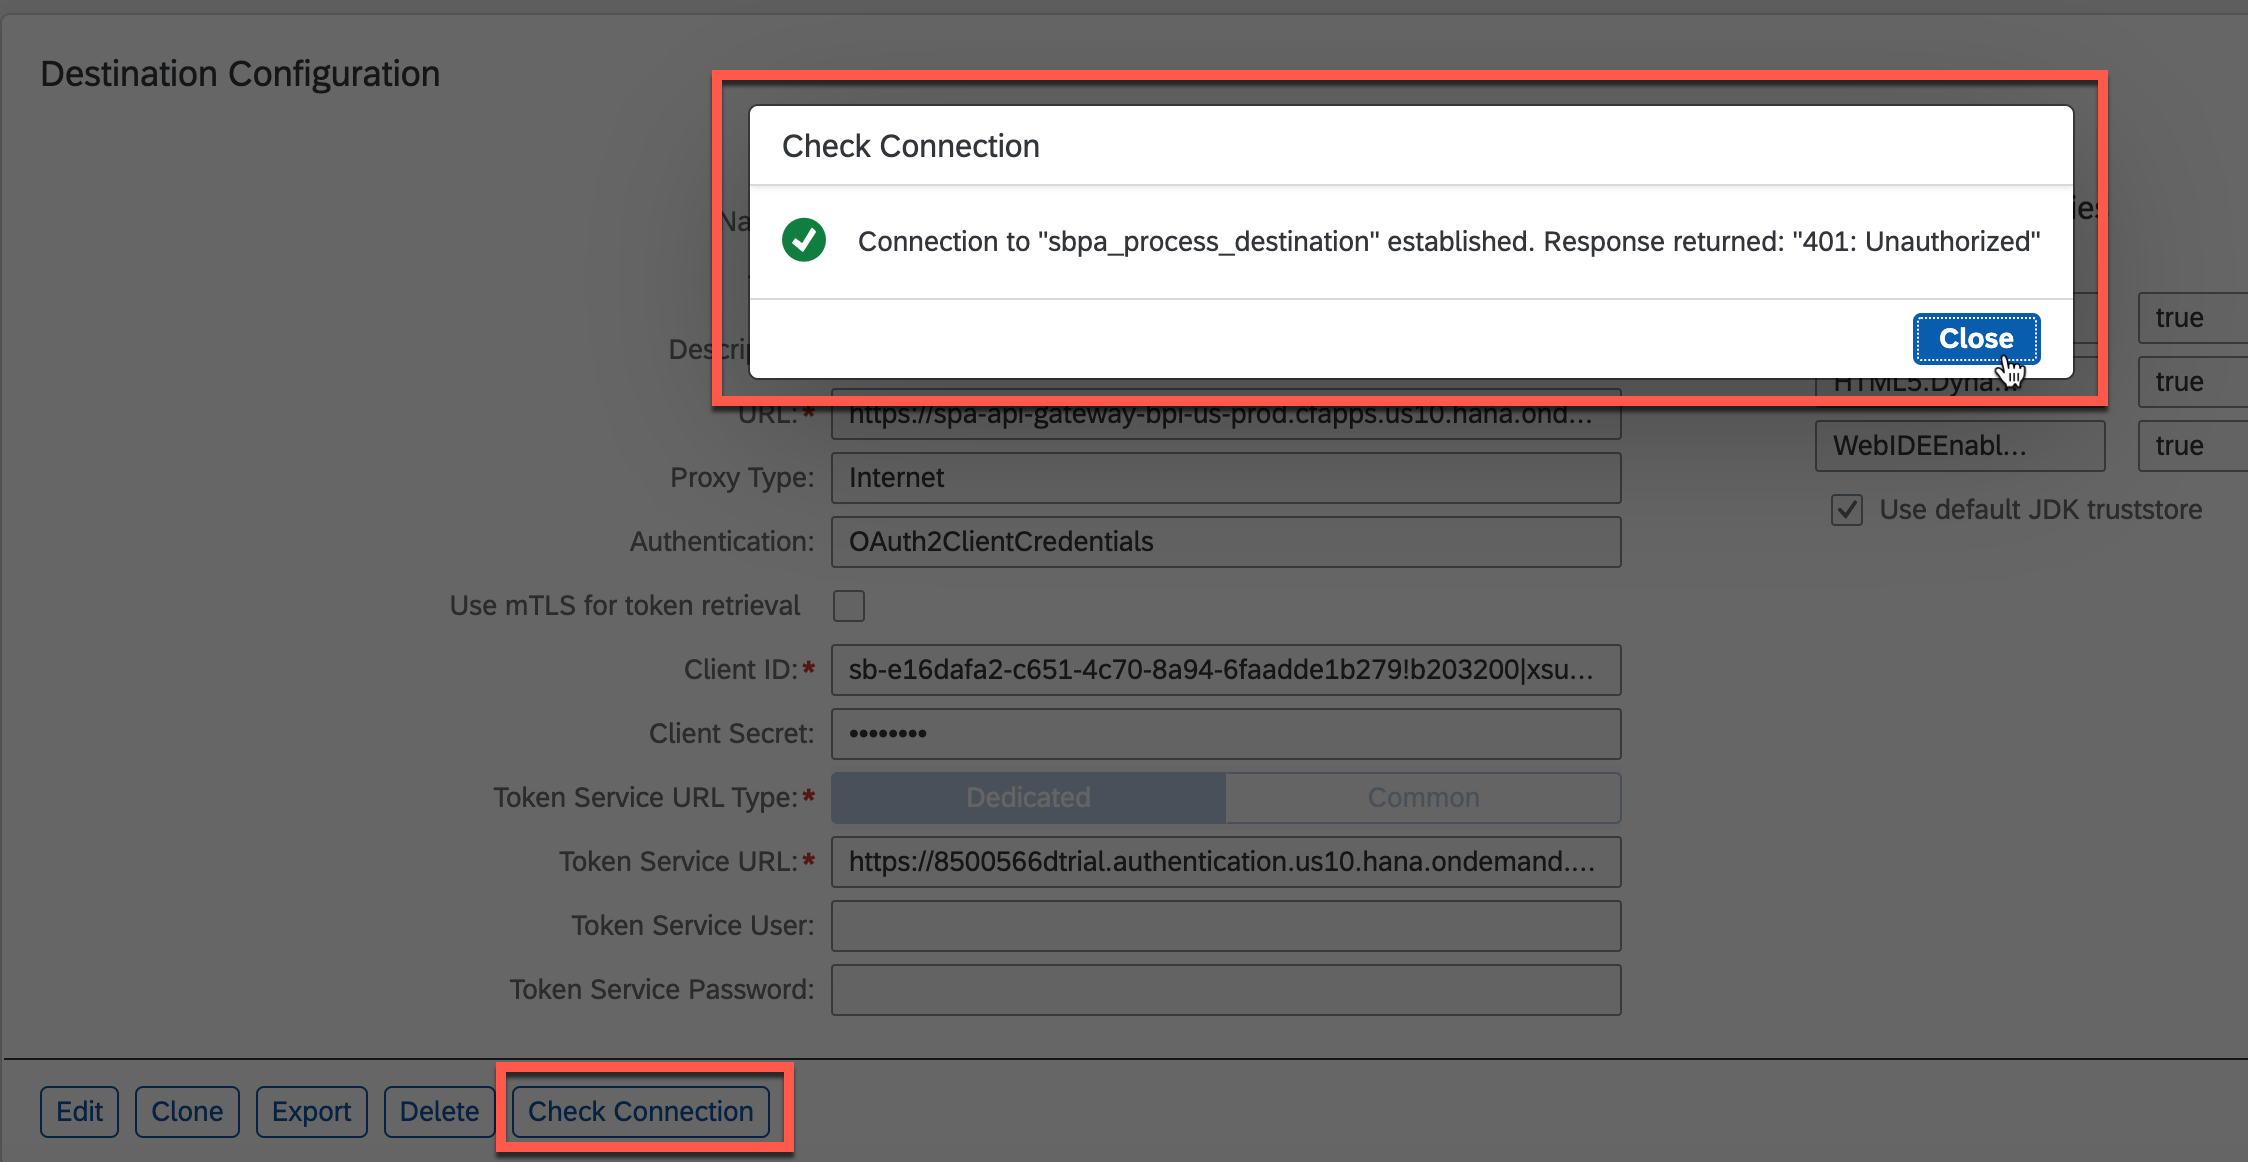 Destination Configuration
Check Connection
Connection to "sbpa_process_destination" established. Response returned: "401: Unauthorized"
Close
true
HTML5.Dyna...
true
URL:*
https://spa-api-gateway-bpi-us-prod.cfapps.us10.hana.ond...
WebIDEEnabl...
true
Proxy Type:
Internet
Use default JDK truststore
Authentication:
OAuth2ClientCredentials
Use mTLS for token retrieval
Client ID:*
sb-e16dafa2-c651-4c70-8a94-6faadde1b279!b203200|xsu...
Client Secret:
••••••••
Token Service URL Type:*
Dedicated
Common
Token Service URL:*
https://8500566dtrial.authentication.us10.hana.ondemand....
Token Service User:
Token Service Password:
Edit
Clone
Export
Delete
Check Connection